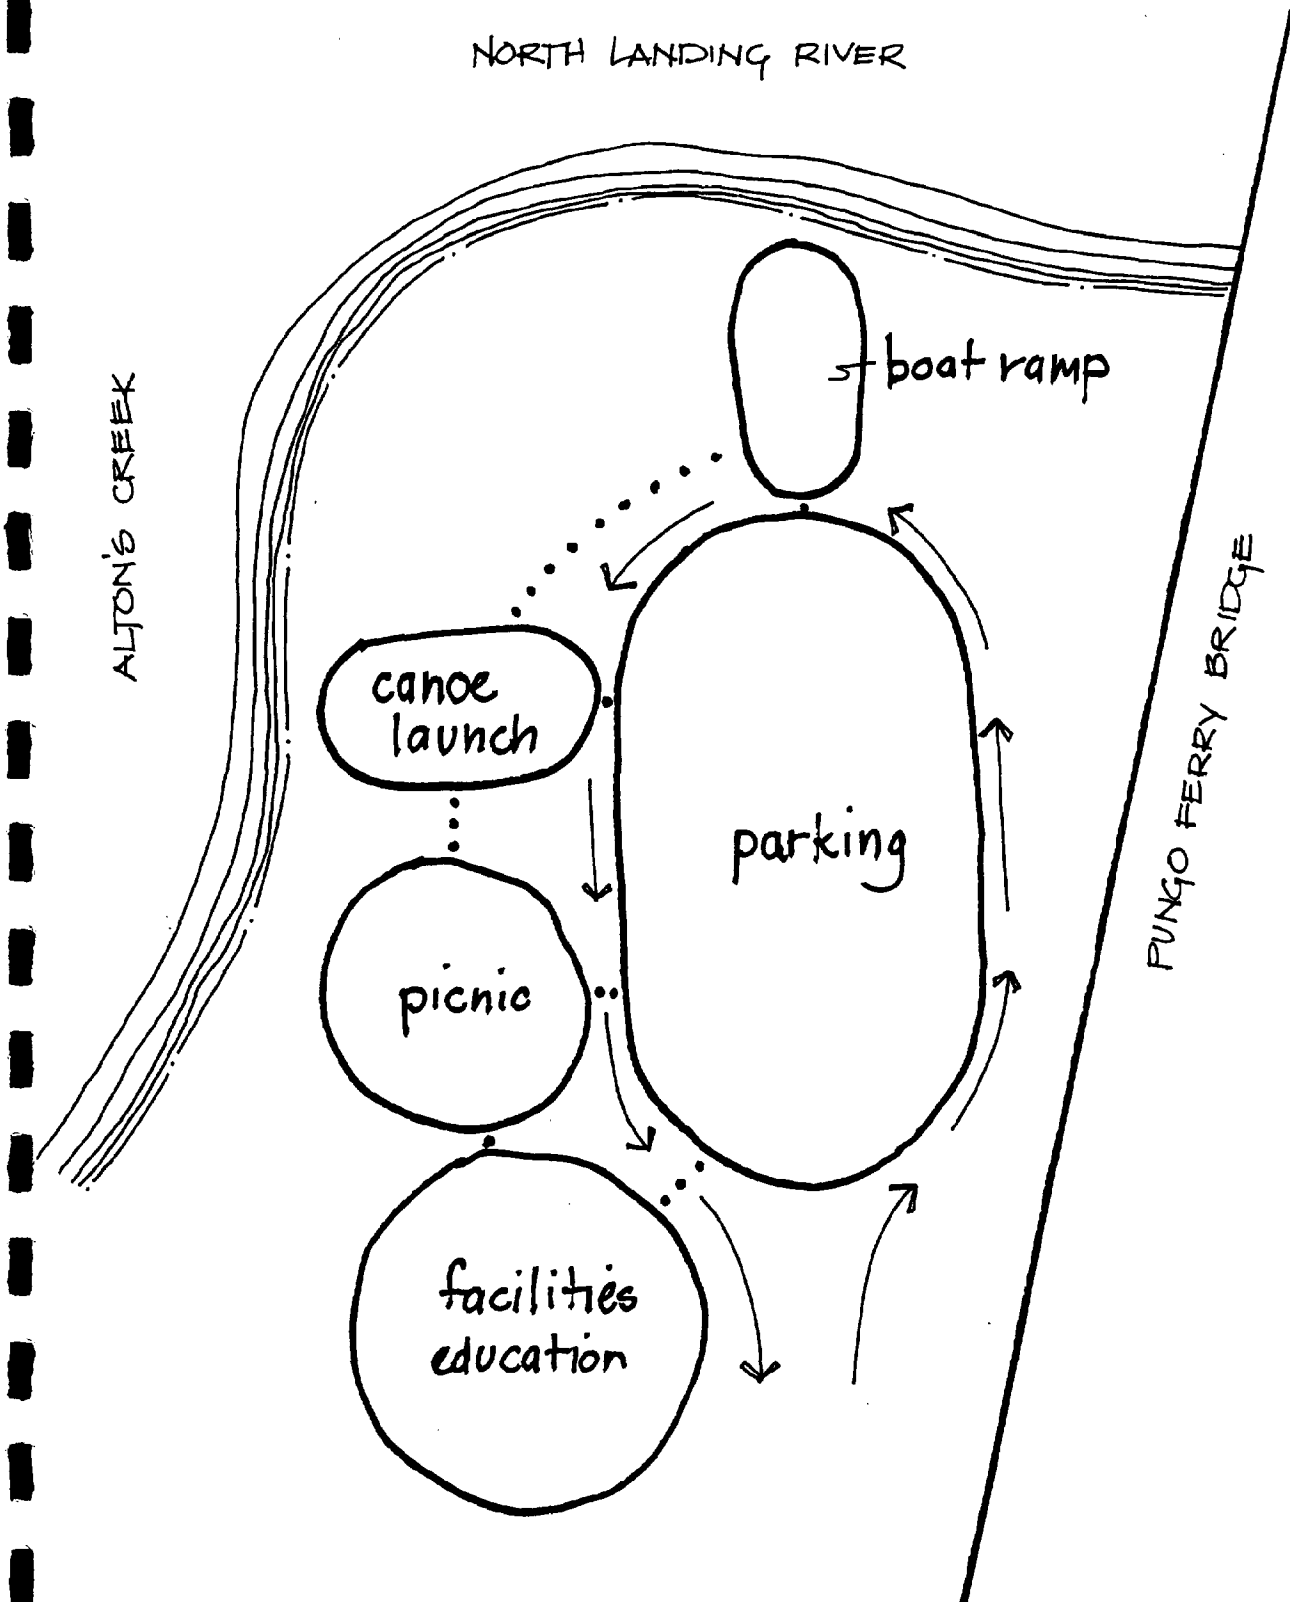 NORTH LANDING RIVER
boat ramp
ALTON'S CREEK
canoe
launch
PUNGO FERRY BRIDGE
parking
picnic
facilities
education